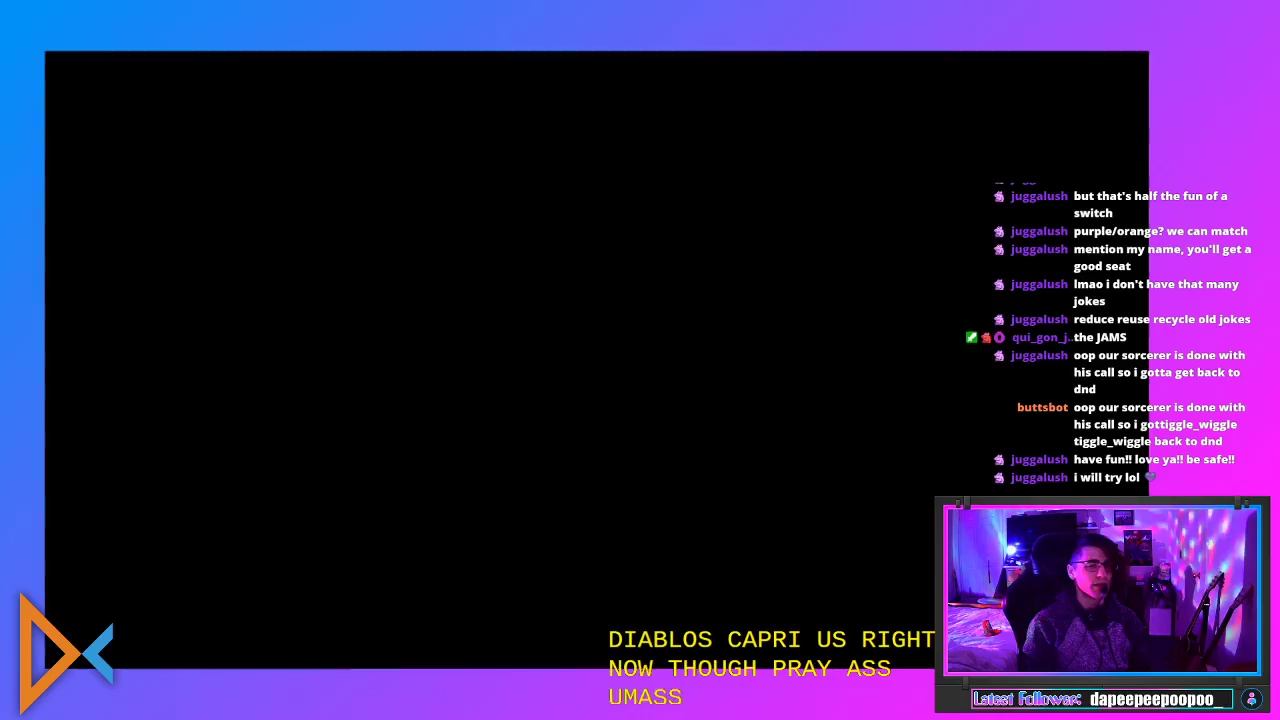 juggalush but that's half the fun of a
switch
juggalush purple/orange? we can match
juggalush mention my name, you'll get a
good seat
juggalush lmao i don't have that many
jokes
juggalush reduce reuse recycle old jokes
qui_gon_j.. the JAMS
juggalush oop our sorcerer is done with
his call so i gotta get back to
dnd
buttsbot oop our sorcerer is done with
his call so i gottiggle_wiggle
tiggle_wiggle back to dnd
juggalush have fun!! love ya!! be safe!!
juggalush i will try lol
DIABLOS CAPRI US RIGHT
NOW THOUGH PRAY ASS
UMASS
Latest Follower: dapeepeepoopoo_